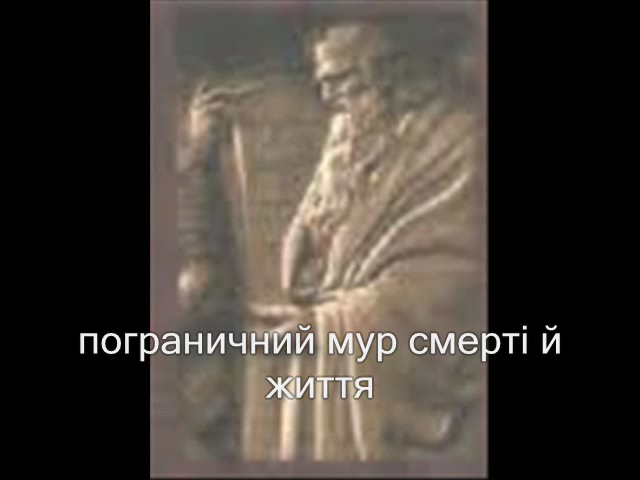 пограничний мур смерті й
життя